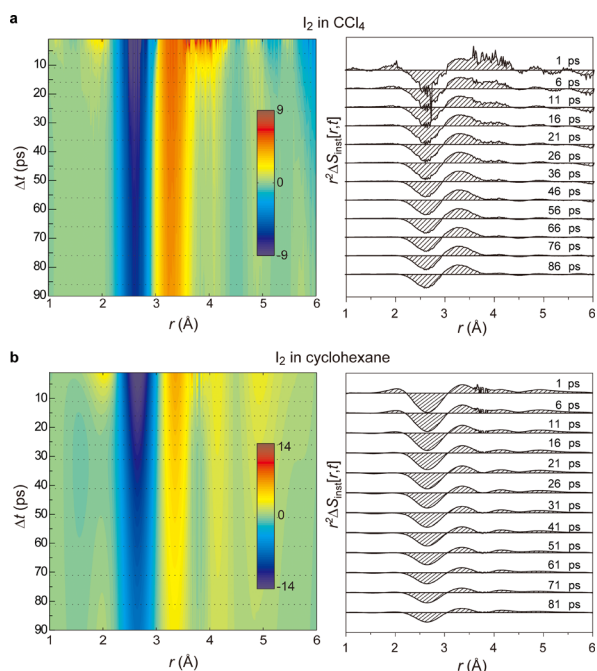 a
I₂ in CCl₄
10
20
30
40
50
60
70
80
90
Δt (ps)
9
0
-9
1 2 3 4 5 6
r (Å)
r²ΔS_inst[r,t]
1 ps
6 ps
11 ps
16 ps
21 ps
26 ps
36 ps
46 ps
56 ps
66 ps
76 ps
86 ps
1 2 3 4 5 6
r (Å)
b
I₂ in cyclohexane
10
20
30
40
50
60
70
80
90
Δt (ps)
14
0
-14
1 2 3 4 5 6
r (Å)
r²ΔS_inst[r,t]
1 ps
6 ps
11 ps
16 ps
21 ps
26 ps
31 ps
41 ps
51 ps
61 ps
71 ps
81 ps
1 2 3 4 5 6
r (Å)